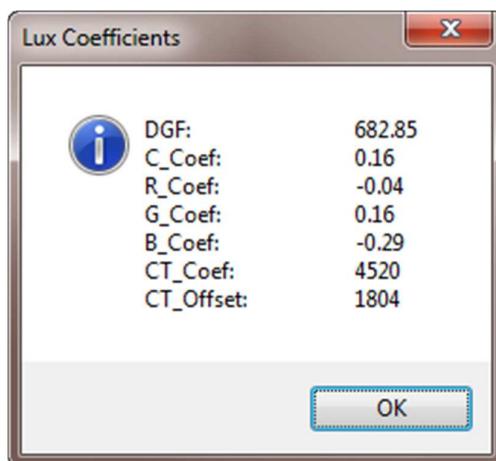 Lux Coefficients
DGF: 682.85
C_Coef: 0.16
R_Coef: -0.04
G_Coef: 0.16
B_Coef: -0.29
CT_Coef: 4520
CT_Offset: 1804
OK